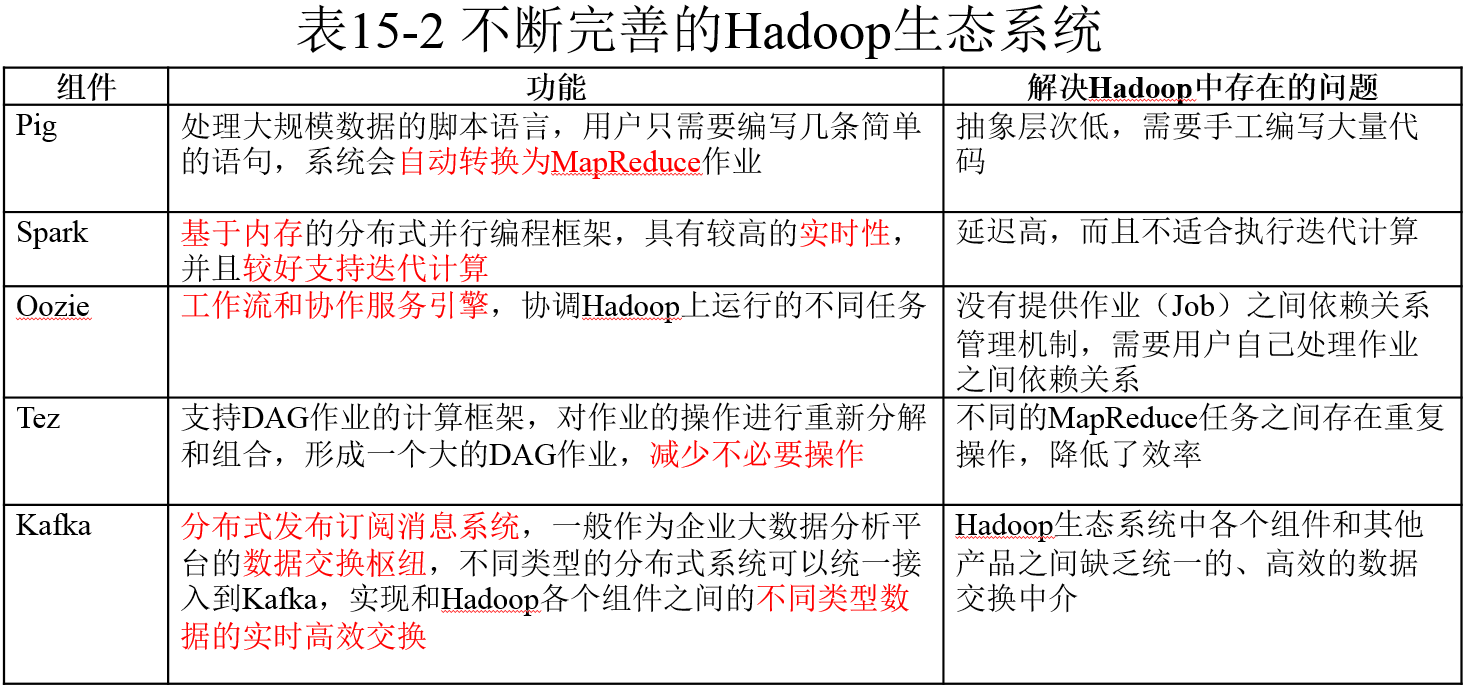 表15-2 不断完善的Hadoop生态系统
组件 功能 解决Hadoop中存在的问题
Pig
处理大规模数据的脚本语言，用户只需要编写几条简单
的语句，系统会自动转换为MapReduce作业
抽象层次低，需要手工编写大量代
码
Spark
基于内存的分布式并行编程框架，具有较高的实时性，
并且较好支持迭代计算
延迟高，而且不适合执行迭代计算
Oozie
工作流和协作服务引擎，协调Hadoop上运行的不同任务
没有提供作业（Job）之间依赖关系
管理机制，需要用户自己处理作业
之间依赖关系
Tez
支持DAG作业的计算框架，对作业的操作进行重新分解
和组合，形成一个大的DAG作业，减少不必要操作
不同的MapReduce任务之间存在重复
操作，降低了效率
Kafka
分布式发布订阅消息系统，一般作为企业大数据分析平
台的数据交换枢纽，不同类型的分布式系统可以统一接
入到Kafka，实现和Hadoop各个组件之间的不同类型数
据的实时高效交换
Hadoop生态系统中各个组件和其他
产品之间缺乏统一的、高效的数据
交换中介